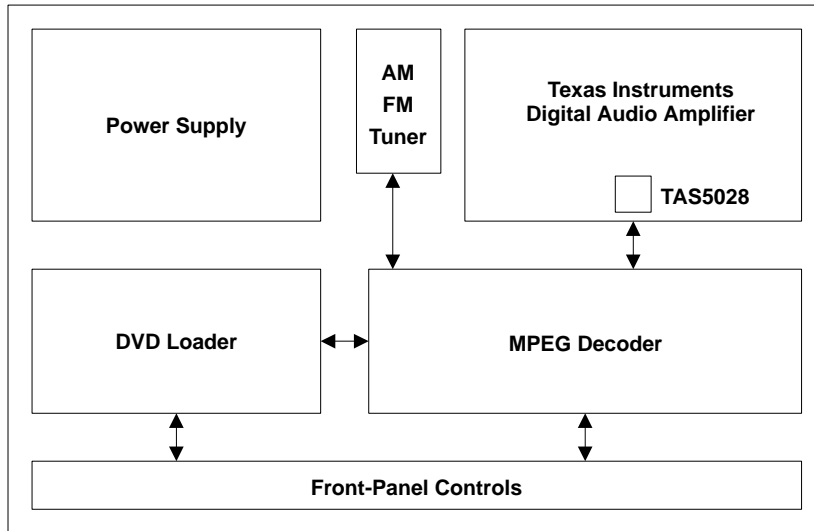 Power Supply
AM
FM
Tuner
Texas Instruments
Digital Audio Amplifier
TAS5028
DVD Loader
MPEG Decoder
Front-Panel Controls